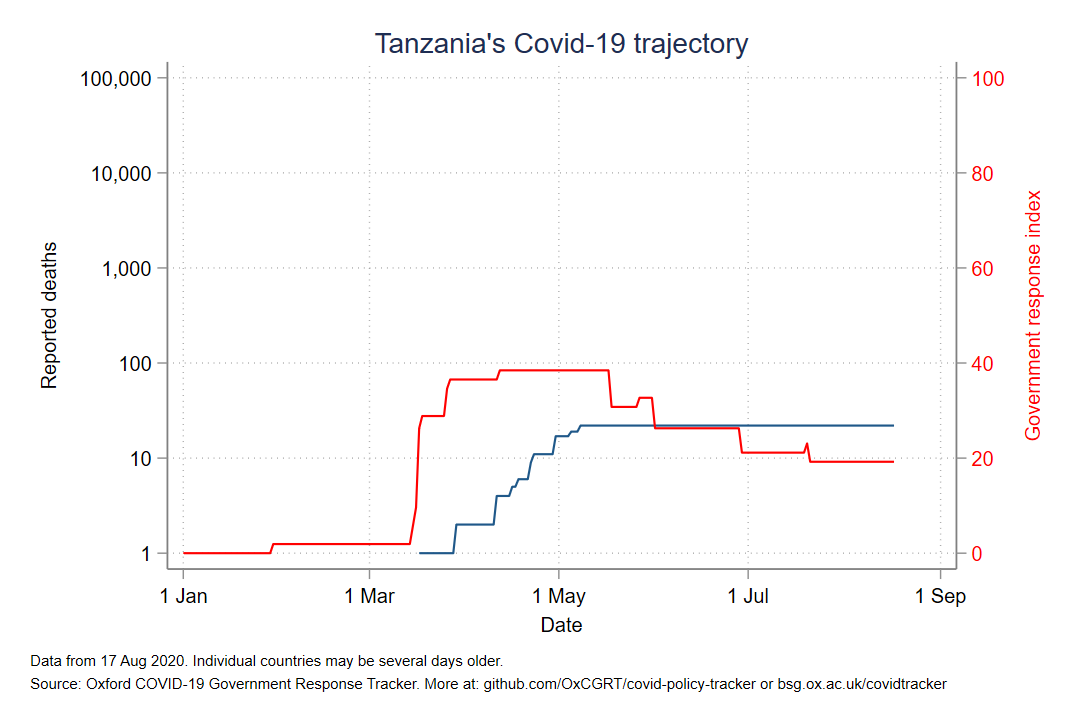 Tanzania's Covid-19 trajectory
100,000
10,000
1,000
100
10
1
Reported deaths
100
80
60
40
20
0
Government response index
1 Jan
1 Mar
1 May
1 Jul
1 Sep
Date
Data from 17 Aug 2020. Individual countries may be several days older.
Source: Oxford COVID-19 Government Response Tracker. More at: github.com/OxCGRT/covid-policy-tracker or bsg.ox.ac.uk/covidtracker